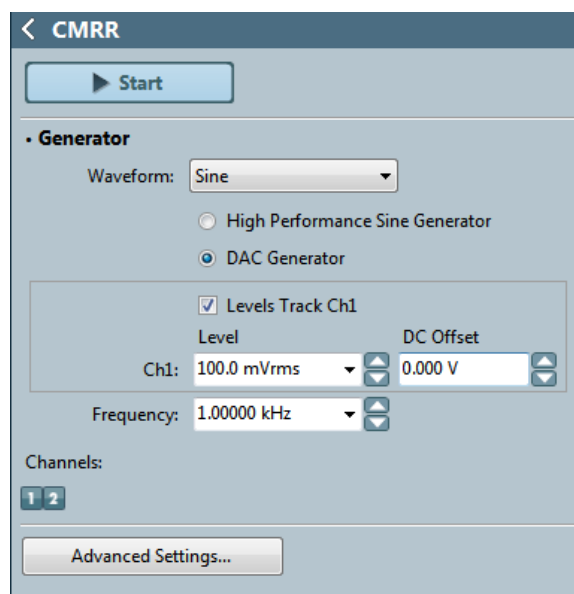 CMRR
Start
Generator
Waveform: Sine
High Performance Sine Generator
DAC Generator
Levels Track Ch1
Level DC Offset
Ch1: 100.0 mVrms 0.000 V
Frequency: 1.00000 kHz
Channels:
1 2
Advanced Settings...